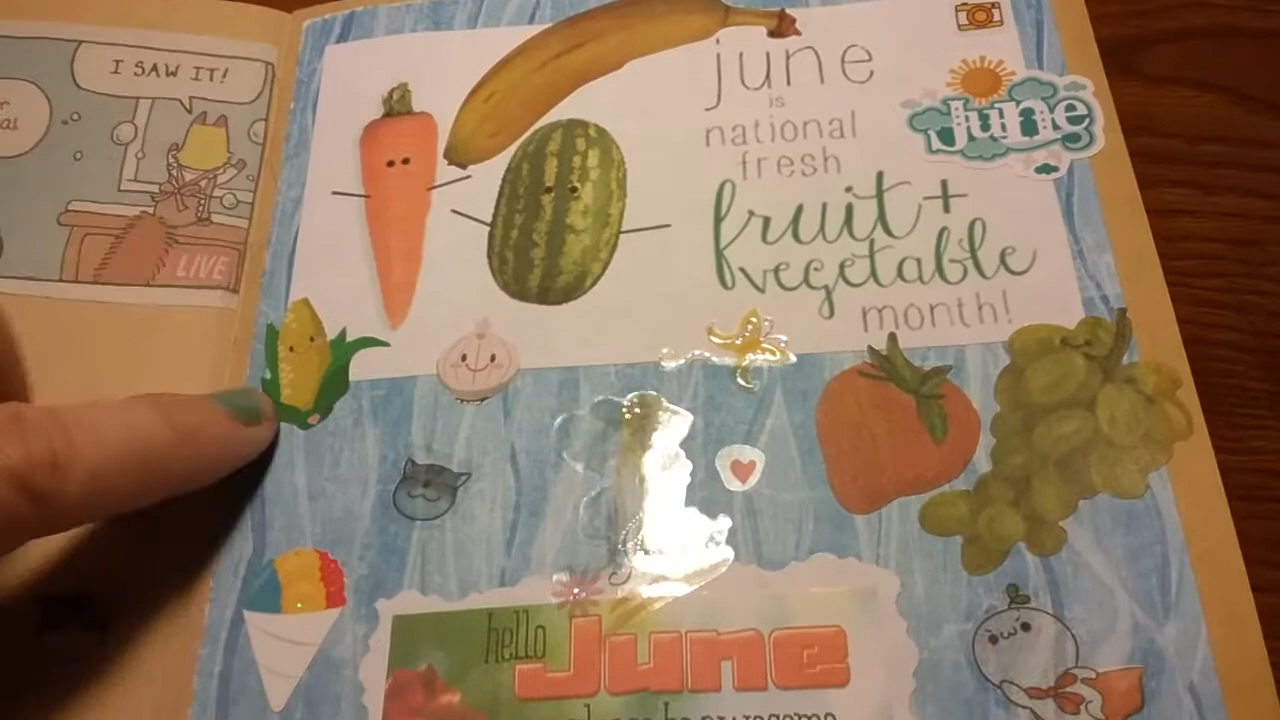 I SAW IT!
LIVE
june
is
national
fresh
fruit +
vegetable
month!
June
hello
June